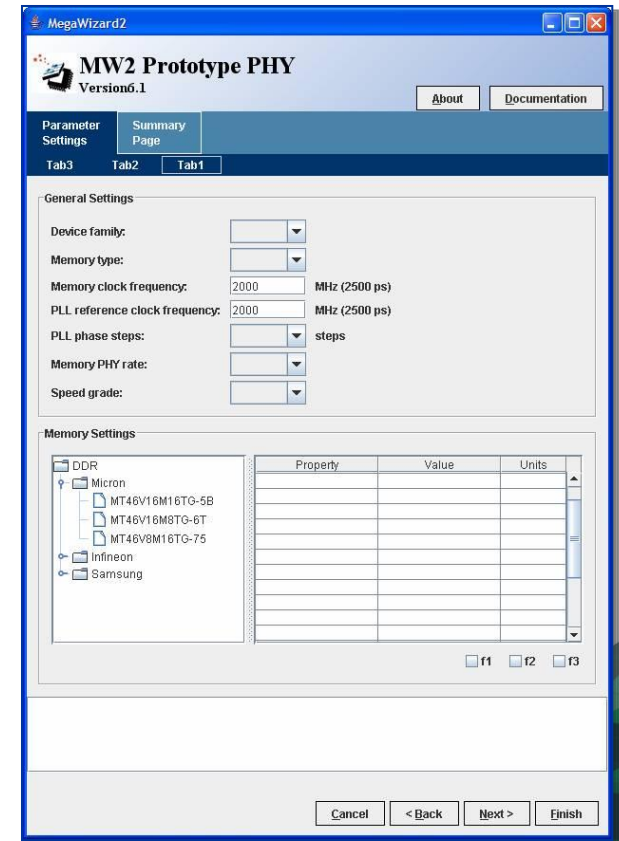 MegaWizard2
MW2 Prototype PHY
Version6.1
About
Documentation
Parameter Settings
Summary Page
Tab3
Tab2
Tab1
General Settings
Device family:
Memory type:
Memory clock frequency: 2000 MHz (2500 ps)
PLL reference clock frequency: 2000 MHz (2500 ps)
PLL phase steps: steps
Memory PHY rate:
Speed grade:
Memory Settings
DDR
Micron
MT46V16M16TG-5B
MT46V16M8TG-6T
MT46V8M16TG-75
Infineon
Samsung
Property Value Units
f1 f2 f3
Cancel < Back Next > Finish